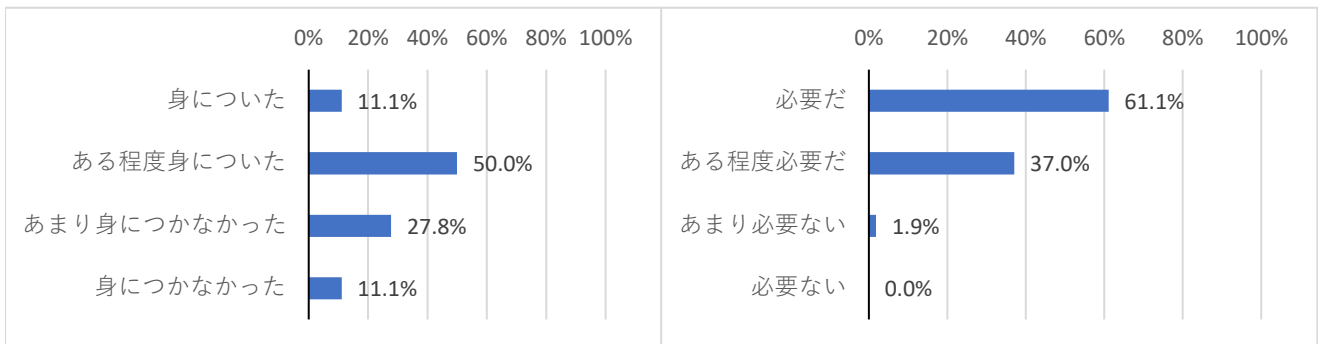 0% 20% 40% 60% 80% 100%
身についた 11.1%
ある程度身についた 50.0%
あまり身につかなかった 27.8%
身につかなかった 11.1%
0% 20% 40% 60% 80% 100%
必要だ 61.1%
ある程度必要だ 37.0%
あまり必要ない 1.9%
必要ない 0.0%